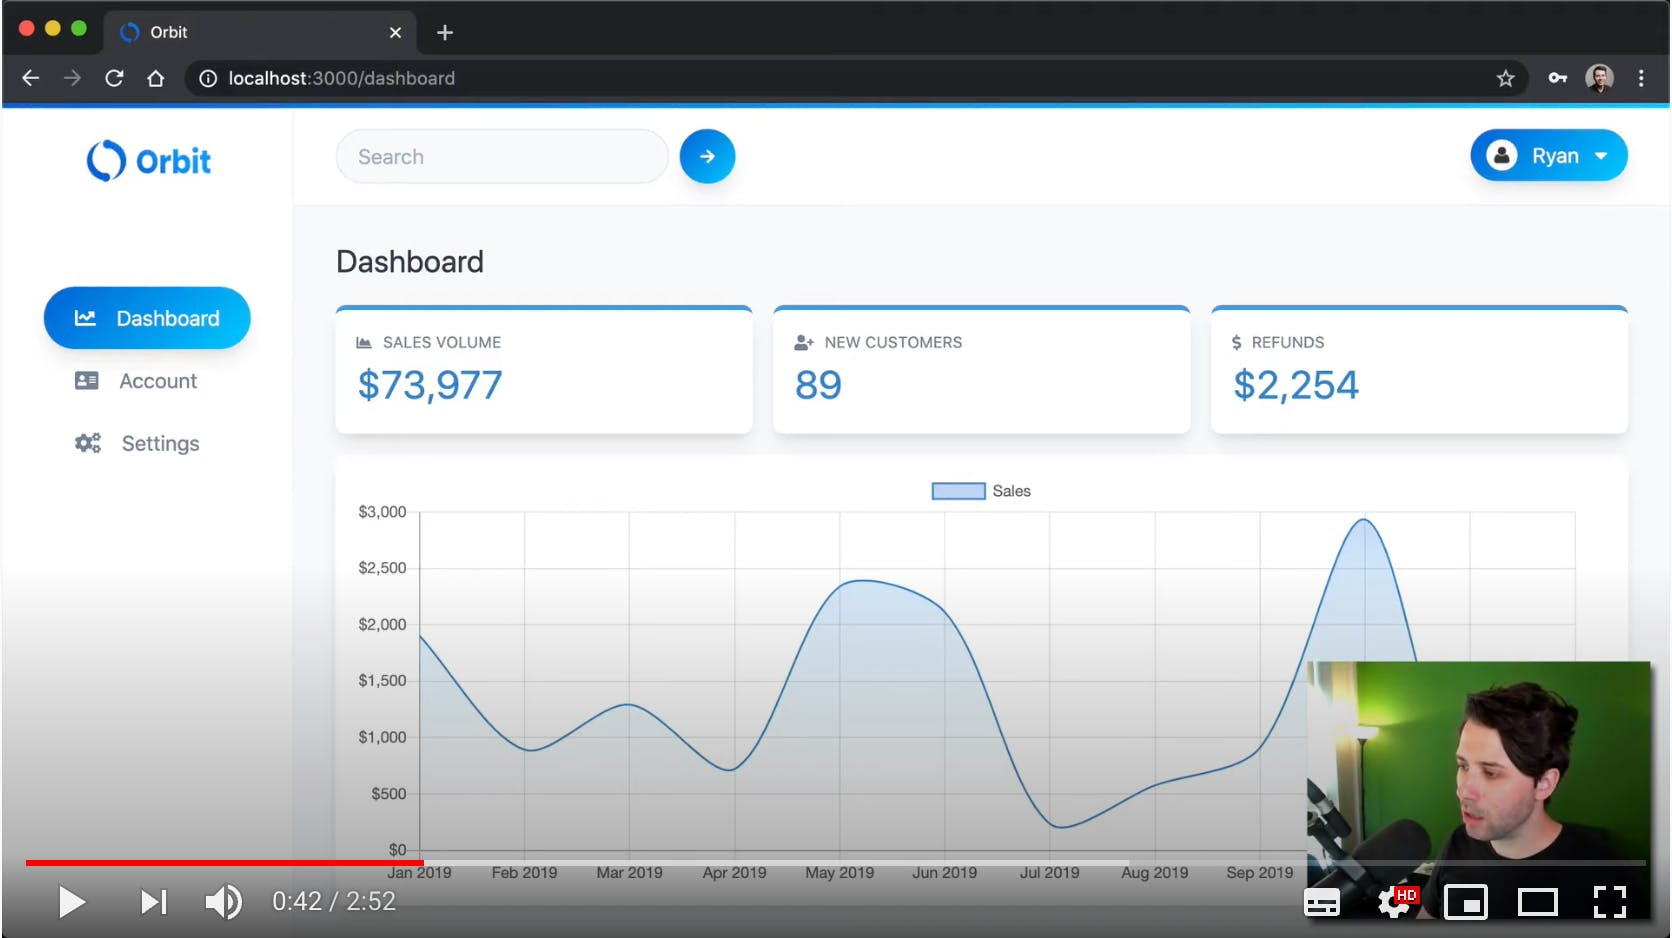 Orbit
localhost:3000/dashboard
Orbit
Search
Ryan
Dashboard
Account
Settings
Dashboard
SALES VOLUME
$73,977
NEW CUSTOMERS
89
REFUNDS
$2,254
Sales
$3,000
$2,500
$2,000
$1,500
$1,000
$500
$0
Jan 2019 Feb 2019 Mar 2019 Apr 2019 May 2019 Jun 2019 Jul 2019 Aug 2019 Sep 2019
0:42 / 2:52
HD